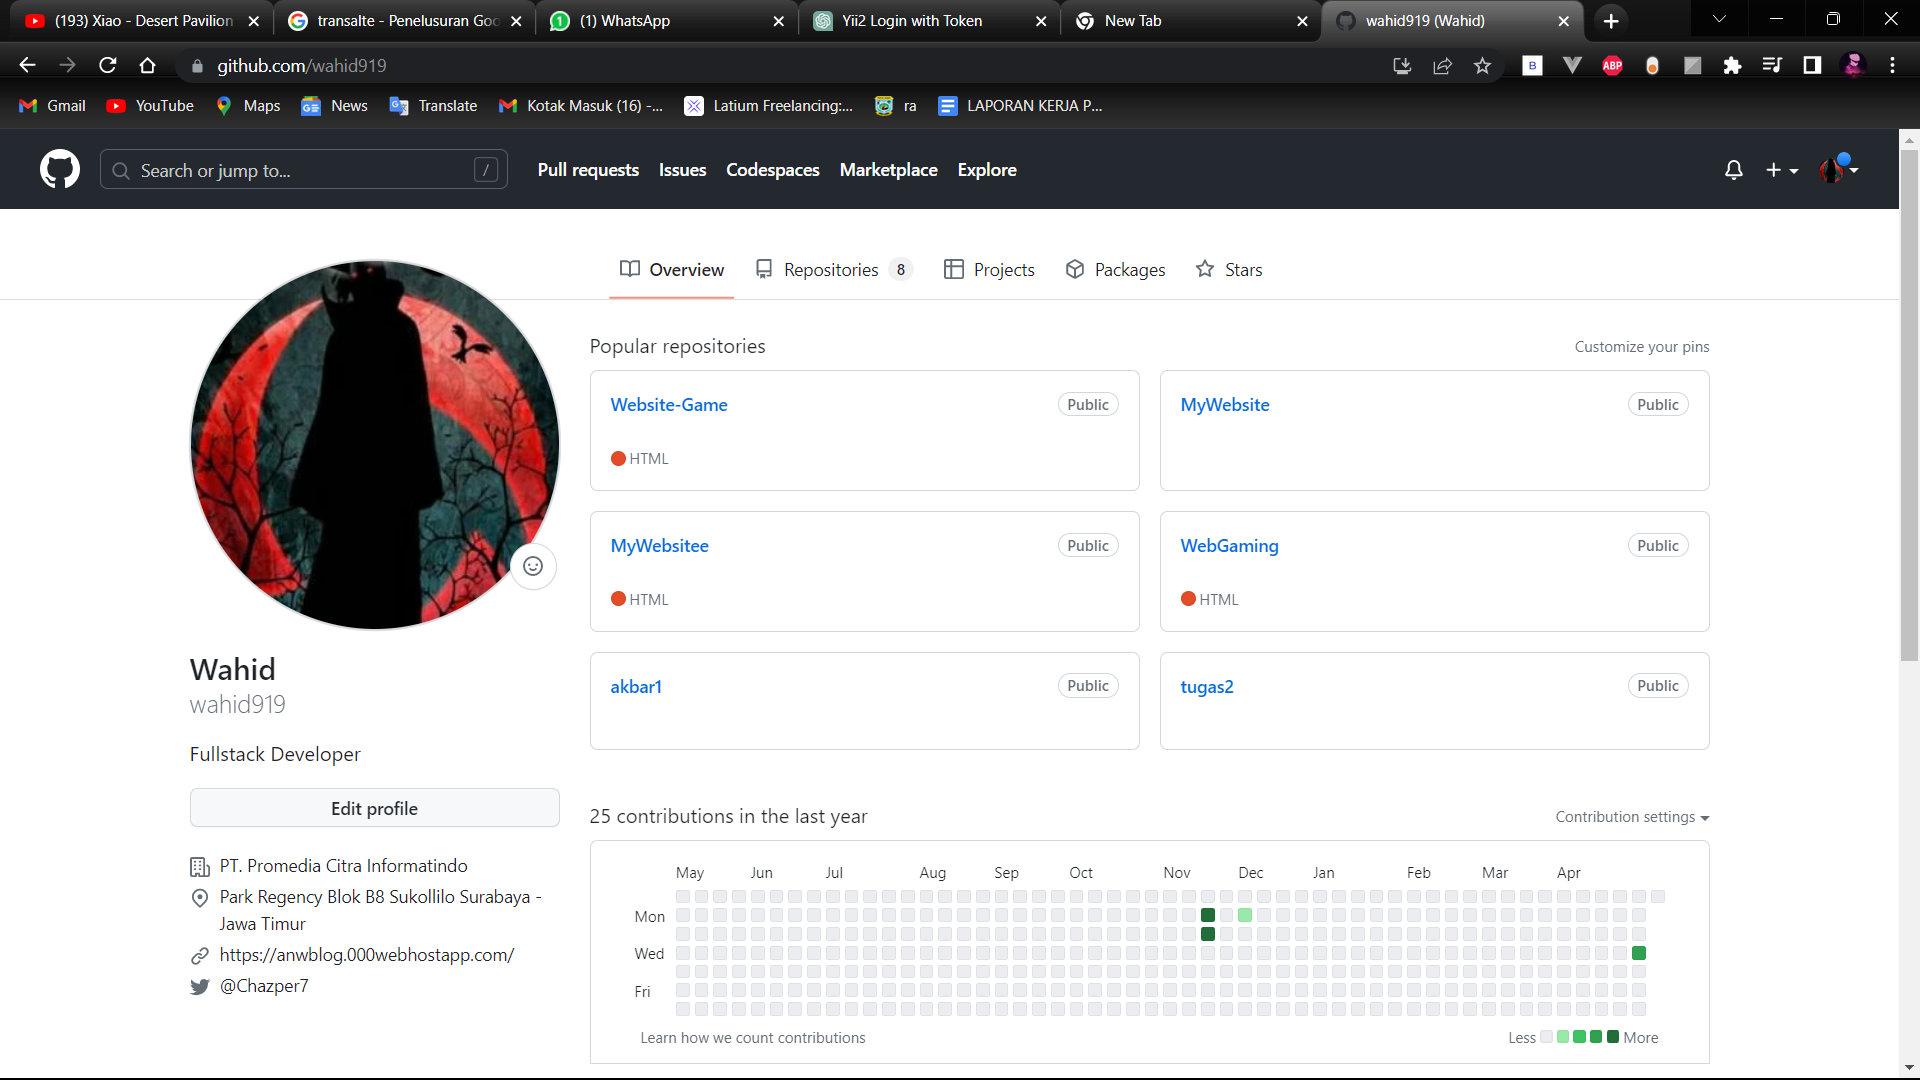 (193) Xiao - Desert Pavilion
transalte - Penelusuran Goo
(1) WhatsApp
Yii2 Login with Token
New Tab
wahid919 (Wahid)
github.com/wahid919
B
ABP
Gmail
YouTube
Maps
News
Translate
Kotak Masuk (16) -...
Latium Freelancing:...
ra
LAPORAN KERJA P...
Search or jump to...
/
Pull requests
Issues
Codespaces
Marketplace
Explore
Overview
Repositories 8
Projects
Packages
Stars
Popular repositories
Customize your pins
Website-Game
Public
HTML
MyWebsite
Public
MyWebsitee
Public
HTML
WebGaming
Public
HTML
akbar1
Public
tugas2
Public
Wahid
wahid919
Fullstack Developer
Edit profile
PT. Promedia Citra Informatindo
Park Regency Blok B8 Sukollilo Surabaya -
Jawa Timur
https://anwblog.000webhostapp.com/
@Chazper7
25 contributions in the last year
Contribution settings
May Jun Jul Aug Sep Oct Nov Dec Jan Feb Mar Apr
Mon
Wed
Fri
Learn how we count contributions
Less
More